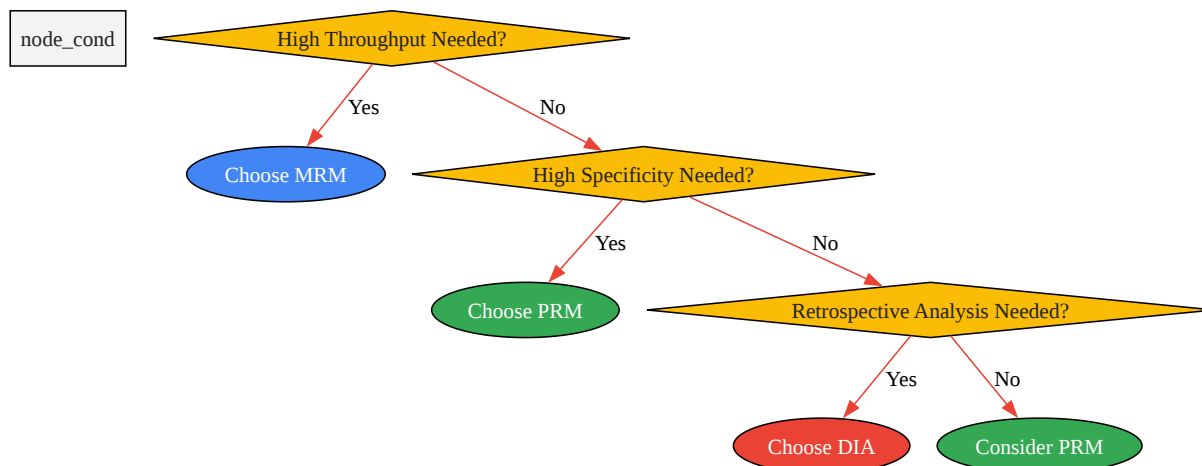 node_cond
High Throughput Needed?
Yes
No
Choose MRM
High Specificity Needed?
Yes
No
Choose PRM
Retrospective Analysis Needed?
Yes
No
Choose DIA
Consider PRM